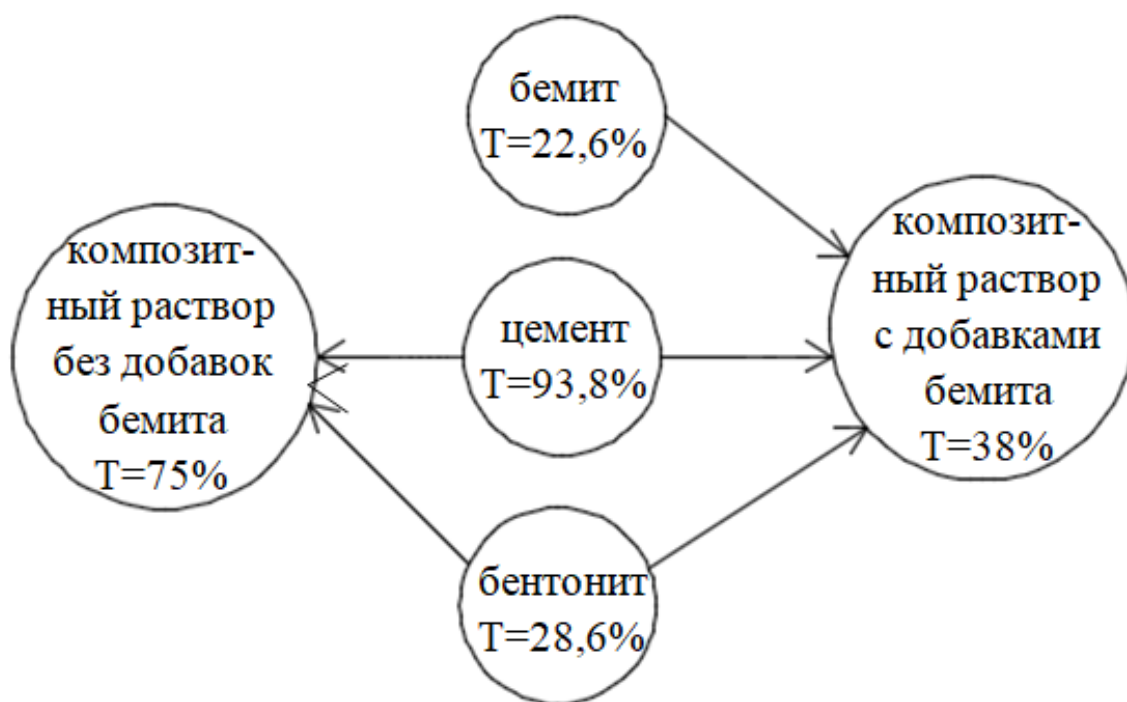 бемит
T=22,6%
композит-
ный раствор
без добавок
бемита
T=75%
цемент
T=93,8%
композит-
ный раствор
с добавками
бемита
T=38%
бентонит
T=28,6%